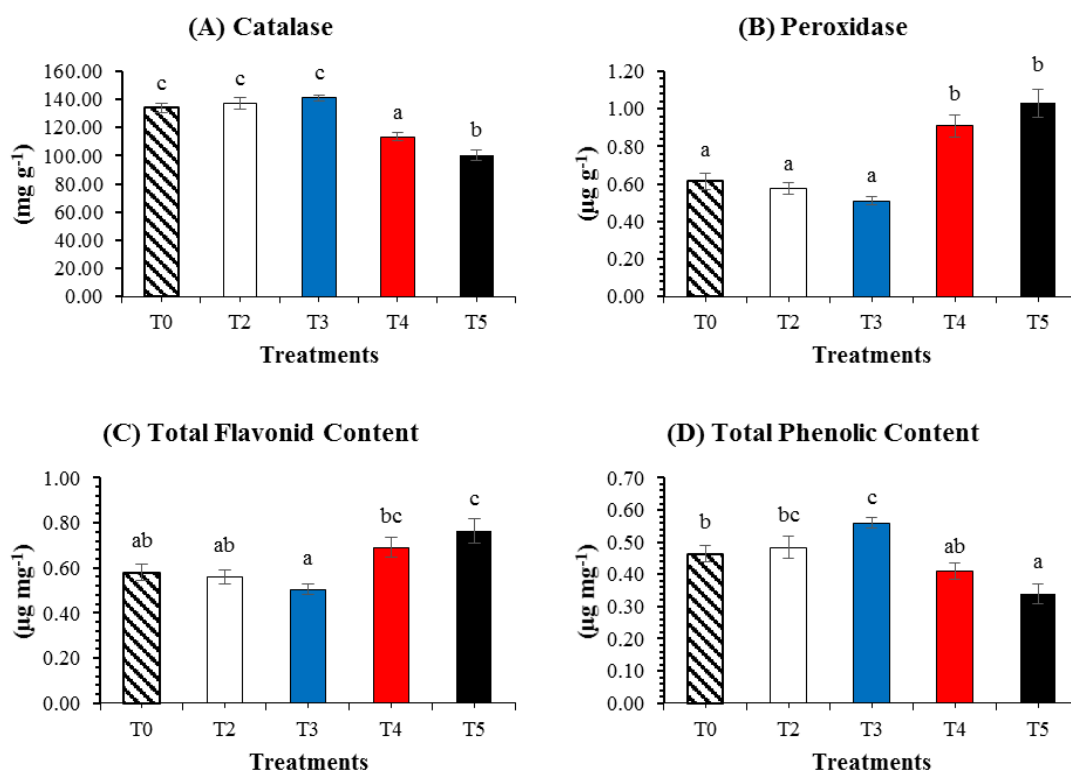 (A) Catalase
(mg g⁻¹)
160.00
140.00
120.00
100.00
80.00
60.00
40.00
20.00
0.00
c c c a b
T0 T2 T3 T4 T5
Treatments
(B) Peroxidase
(µg g⁻¹)
1.20
1.00
0.80
0.60
0.40
0.20
0.00
a a a b b
T0 T2 T3 T4 T5
Treatments
(C) Total Flavonid Content
(µg mg⁻¹)
1.00
0.80
0.60
0.40
0.20
0.00
ab ab a bc c
T0 T2 T3 T4 T5
Treatments
(D) Total Phenolic Content
(µg mg⁻¹)
0.70
0.60
0.50
0.40
0.30
0.20
0.10
0.00
b bc c ab a
T0 T2 T3 T4 T5
Treatments